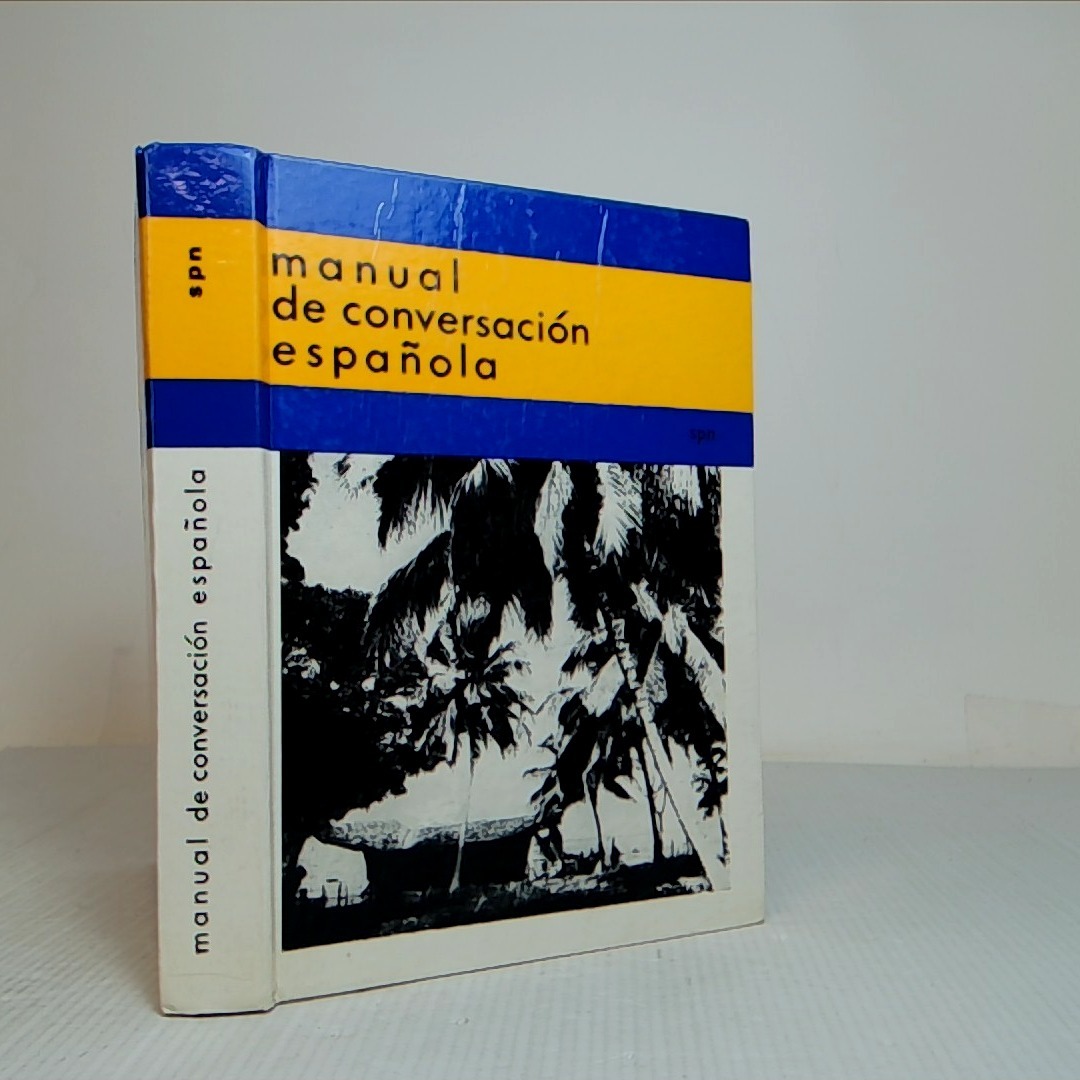 spn
manual de conversación española
manual
de conversación
española
spn